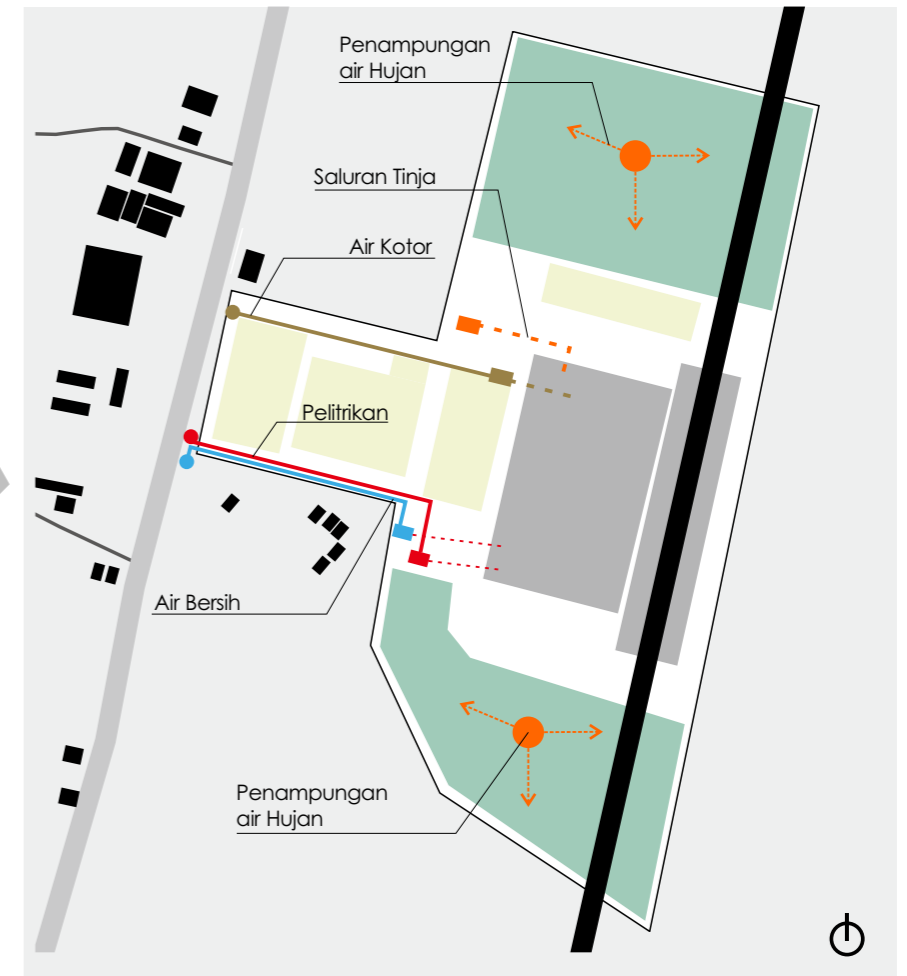 Penampungan
air Hujan
Saluran Tinja
Air Kotor
Pelitrikan
Air Bersih
Penampungan
air Hujan